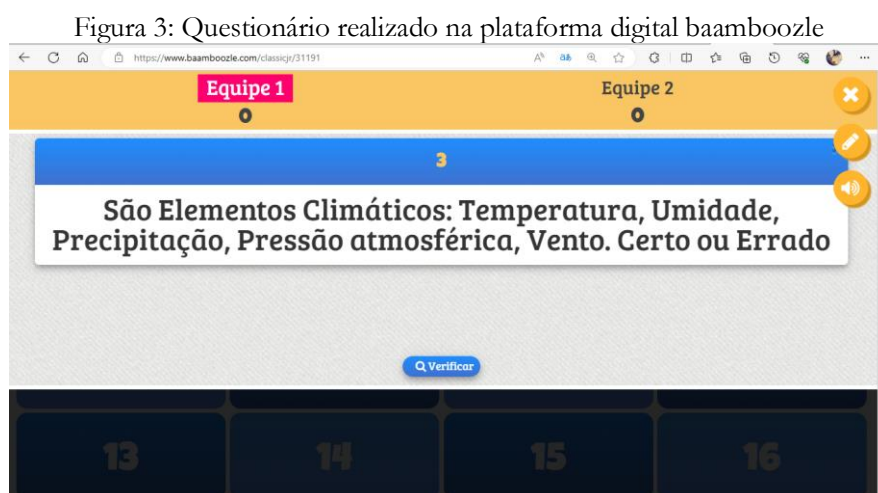 Figura 3: Questionário realizado na plataforma digital baamboozle
https://www.baamboozle.com/classicjr/31191
Equipe 1
0
Equipe 2
0
3
São Elementos Climáticos: Temperatura, Umidade,
Precipitação, Pressão atmosférica, Vento. Certo ou Errado
Verificar
13
14
15
16